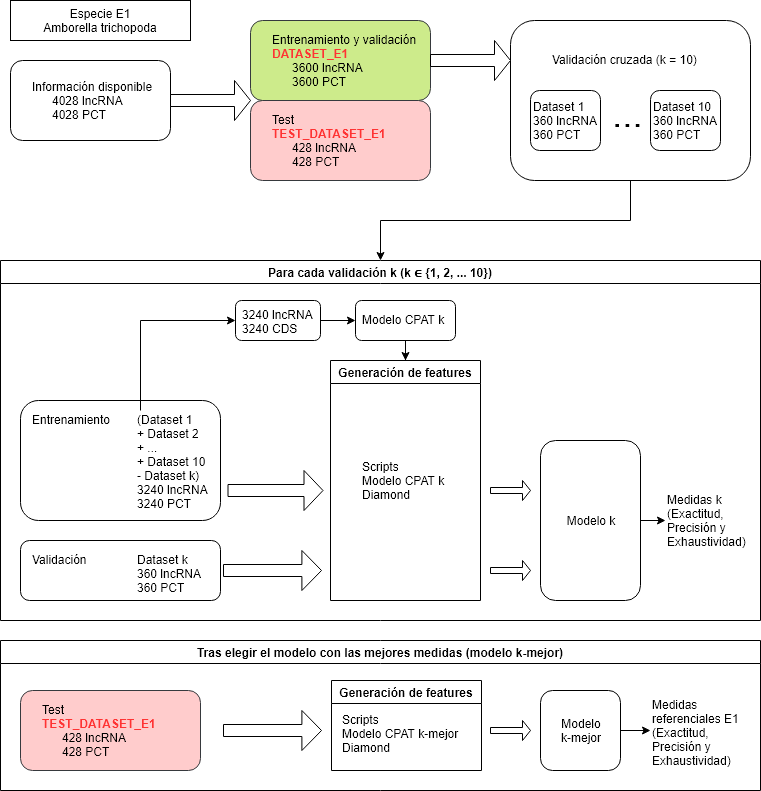 Especie E1
Amborella trichopoda
Información disponible
4028 lncRNA
4028 PCT
Entrenamiento y validación
DATASET_E1
3600 lncRNA
3600 PCT
Test
TEST_DATASET_E1
428 lncRNA
428 PCT
Validación cruzada (k = 10)
Dataset 1
360 lncRNA
360 PCT
...
Dataset 10
360 lncRNA
360 PCT
Para cada validación k (k ∈ {1, 2, ... 10})
3240 lncRNA
3240 CDS
Modelo CPAT k
Entrenamiento
(Dataset 1
+ Dataset 2
+ ...
+ Dataset 10
- Dataset k)
3240 lncRNA
3240 PCT
Validación
Dataset k
360 lncRNA
360 PCT
Generación de features
Scripts
Modelo CPAT k
Diamond
Modelo k
Medidas k
(Exactitud,
Precisión y
Exhaustividad)
Tras elegir el modelo con las mejores medidas (modelo k-mejor)
Test
TEST_DATASET_E1
428 lncRNA
428 PCT
Generación de features
Scripts
Modelo CPAT k-mejor
Diamond
Modelo
k-mejor
Medidas
referenciales E1
(Exactitud,
Precisión y
Exhaustividad)